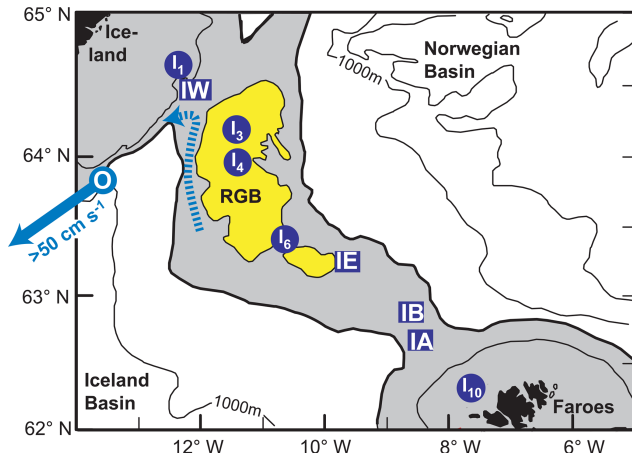 65° N
Ice-
land
I1
IW
Norwegian
Basin
1000m
I3
64° N
I4
O
RGB
>50 cm s-1
I6
IE
63° N
IB
IA
Iceland
Basin
1000m
I10
Faroes
62° N
12° W
10° W
8° W
6° W